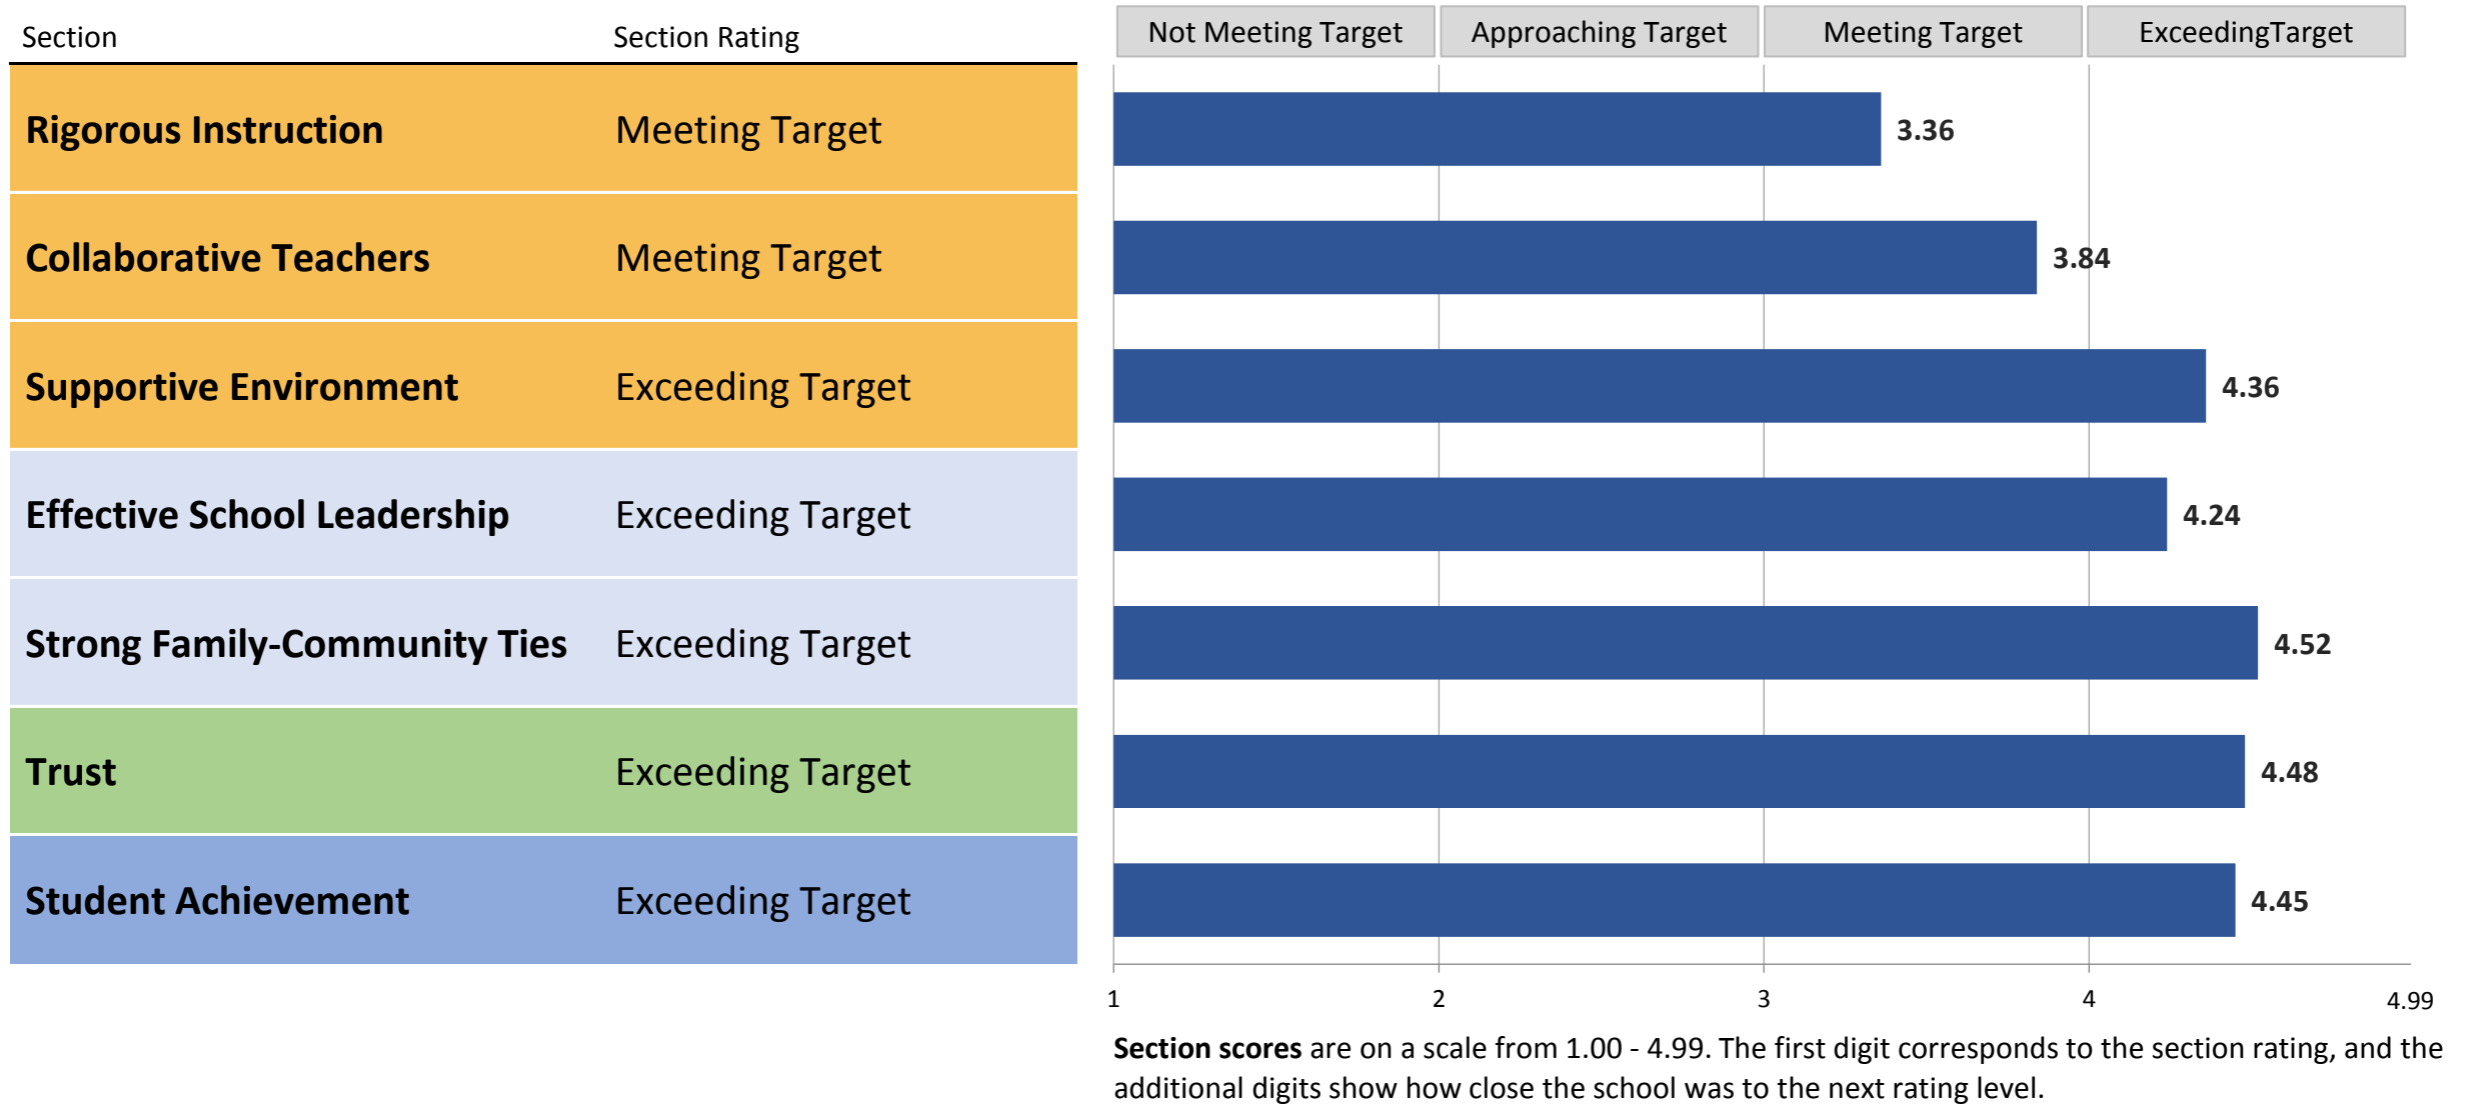 Section Section Rating Not Meeting Target Approaching Target Meeting Target ExceedingTarget
Rigorous Instruction Meeting Target 3.36
Collaborative Teachers Meeting Target 3.84
Supportive Environment Exceeding Target 4.36
Effective School Leadership Exceeding Target 4.24
Strong Family-Community Ties Exceeding Target 4.52
Trust Exceeding Target 4.48
Student Achievement Exceeding Target 4.45
1 2 3 4 4.99
Section scores are on a scale from 1.00 - 4.99. The first digit corresponds to the section rating, and the
additional digits show how close the school was to the next rating level.